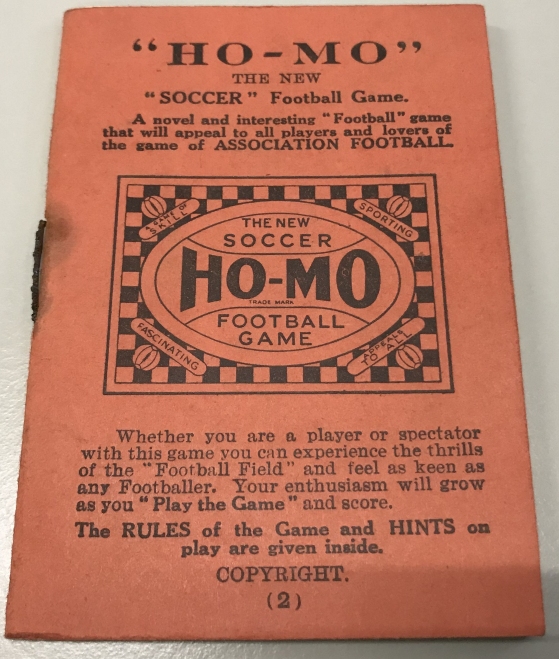 "HO-MO"
THE NEW
"SOCCER" Football Game.
A novel and interesting "Football" game
that will appeal to all players and lovers of
the game of ASSOCIATION FOOTBALL.
A GAME OF
SKILL
SPORTING
THE NEW
SOCCER
HO-MO
TRADE MARK
FOOTBALL
GAME
FASCINATING
APPEALS
TO ALL
Whether you are a player or spectator
with this game you can experience the thrills
of the "Football Field" and feel as keen as
any Footballer. Your enthusiasm will grow
as you "Play the Game" and score.
The RULES of the Game and HINTS on
play are given inside.
COPYRIGHT.
(2)